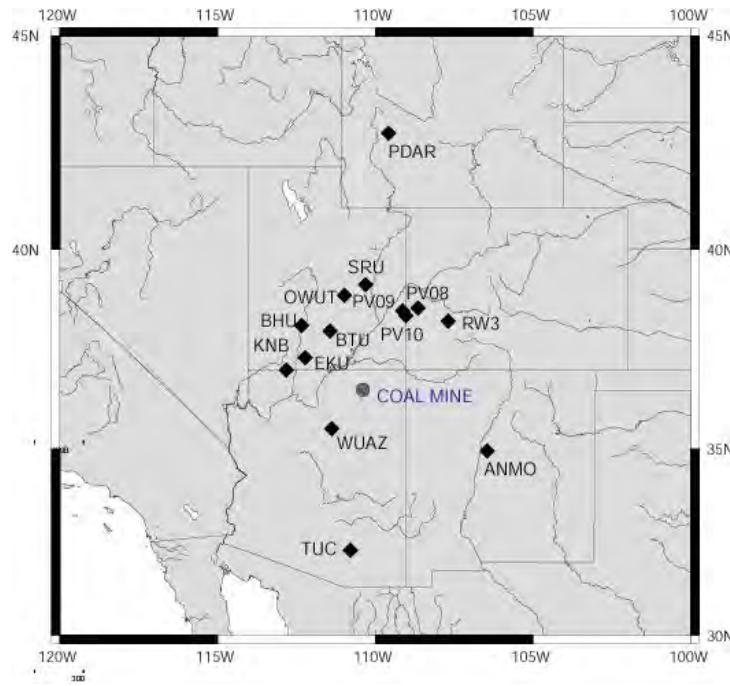 120W 115W 110W 105W 100W
45N 45N
PDAR
40N 40N
SRU
OWUT PV09 PV08
BHU BTU PV10 RW3
KNB EKU
COAL MINE
35N 35N
WUAZ ANMO
TUC
30N 30N
120W 115W 110W 105W 100W
300